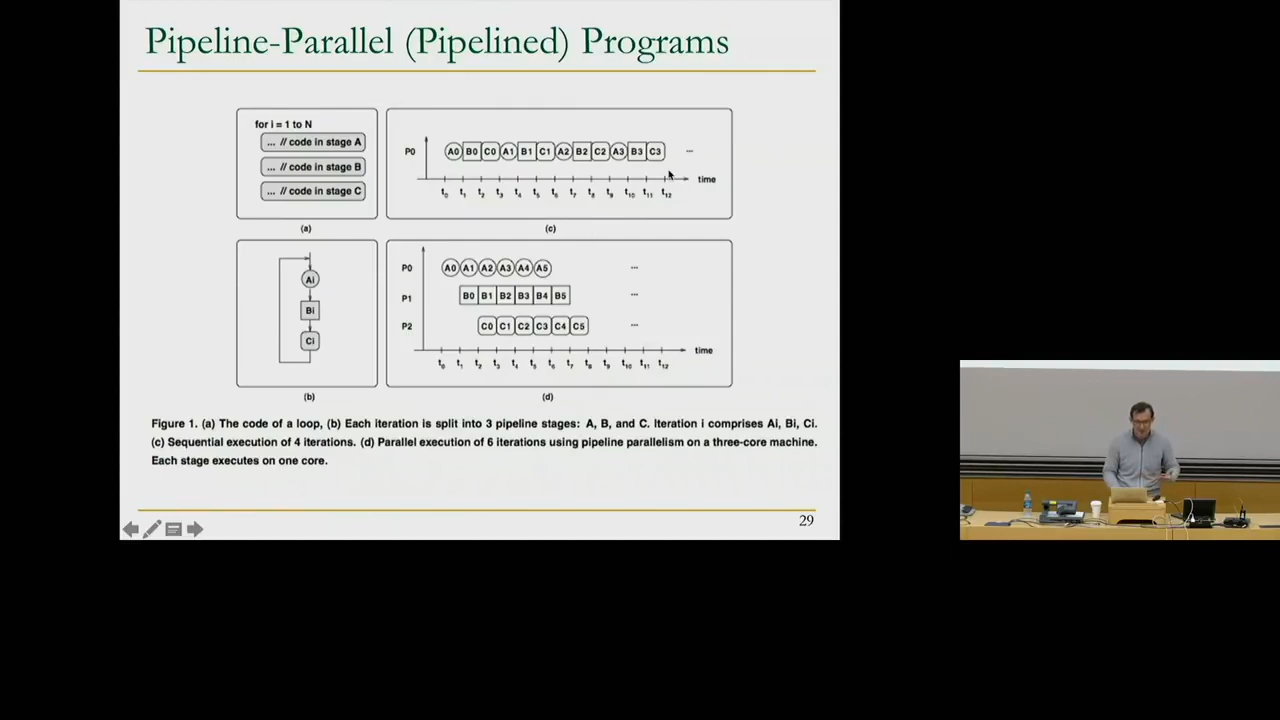 Pipeline-Parallel (Pipelined) Programs
for i = 1 to N
... // code in stage A
... // code in stage B
... // code in stage C
(a)
P0 A0 B0 C0 A1 B1 C1 A2 B2 C2 A3 B3 C3 ...
time
t0 t1 t2 t3 t4 t5 t6 t7 t8 t9 t10 t11 t12
(c)
Ai
Bi
Ci
(b)
P0 A0 A1 A2 A3 A4 A5 ...
P1 B0 B1 B2 B3 B4 B5 ...
P2 C0 C1 C2 C3 C4 C5 ...
time
t0 t1 t2 t3 t4 t5 t6 t7 t8 t9 t10 t11 t12
(d)
Figure 1. (a) The code of a loop, (b) Each iteration is split into 3 pipeline stages: A, B, and C. Iteration i comprises Ai, Bi, Ci.
(c) Sequential execution of 4 iterations. (d) Parallel execution of 6 iterations using pipeline parallelism on a three-core machine.
Each stage executes on one core.
29